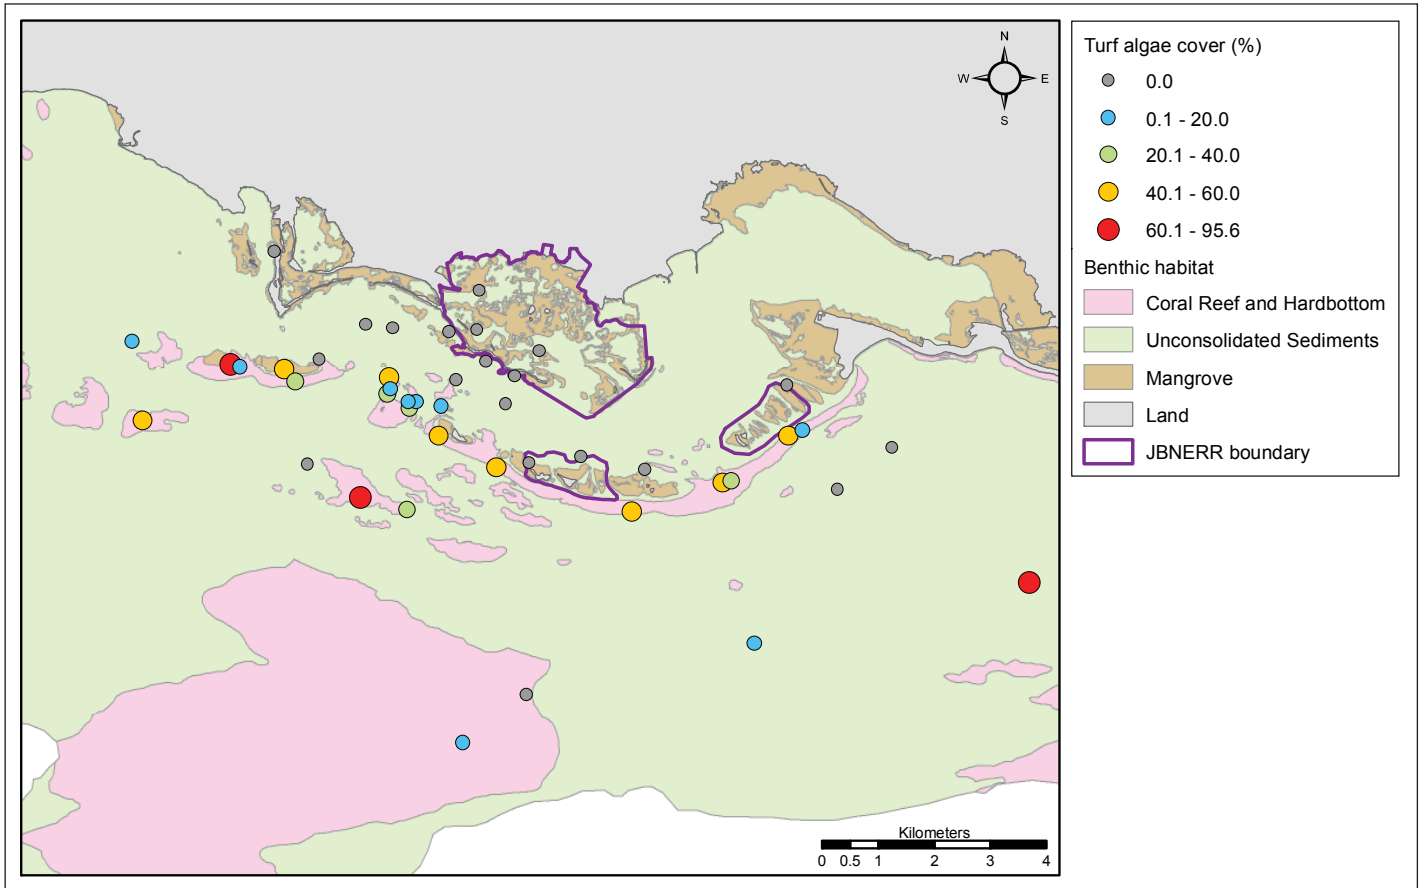 N
W E
S
Kilometers
0 0.5 1 2 3 4
Turf algae cover (%)
0.0
0.1 - 20.0
20.1 - 40.0
40.1 - 60.0
60.1 - 95.6
Benthic habitat
Coral Reef and Hardbottom
Unconsolidated Sediments
Mangrove
Land
JBNERR boundary